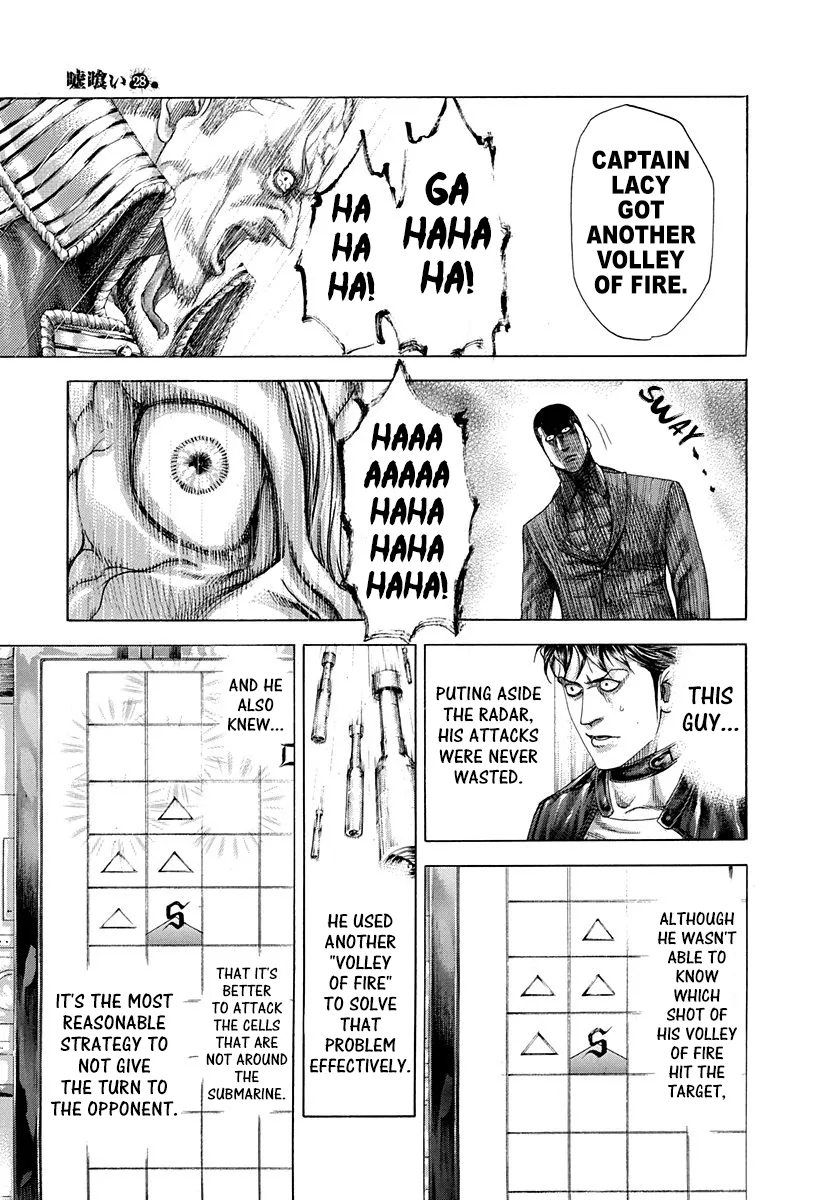 嘘喰い 28
CAPTAIN
LACY
GOT
ANOTHER
VOLLEY
OF FIRE.
GA
HAHA
HA!
HA
HA
HA!
SWAY...
HAAA
AAAAA
HAHA
HAHA
HAHA!
THIS
GUY...
PUTING ASIDE
THE RADAR,
HIS ATTACKS
WERE NEVER
WASTED.
ALTHOUGH
HE WASN'T
ABLE TO
KNOW
WHICH
SHOT OF
HIS VOLLEY
OF FIRE
HIT THE
TARGET,
S
HE USED
ANOTHER
"VOLLEY
OF FIRE"
TO SOLVE
THAT
PROBLEM
EFFECTIVELY.
AND HE
ALSO
KNEW...
S
THAT IT'S
BETTER
TO ATTACK
THE CELLS
THAT ARE
NOT AROUND
THE
SUBMARINE.
IT'S THE MOST
REASONABLE
STRATEGY TO
NOT GIVE
THE TURN TO
THE OPPONENT.